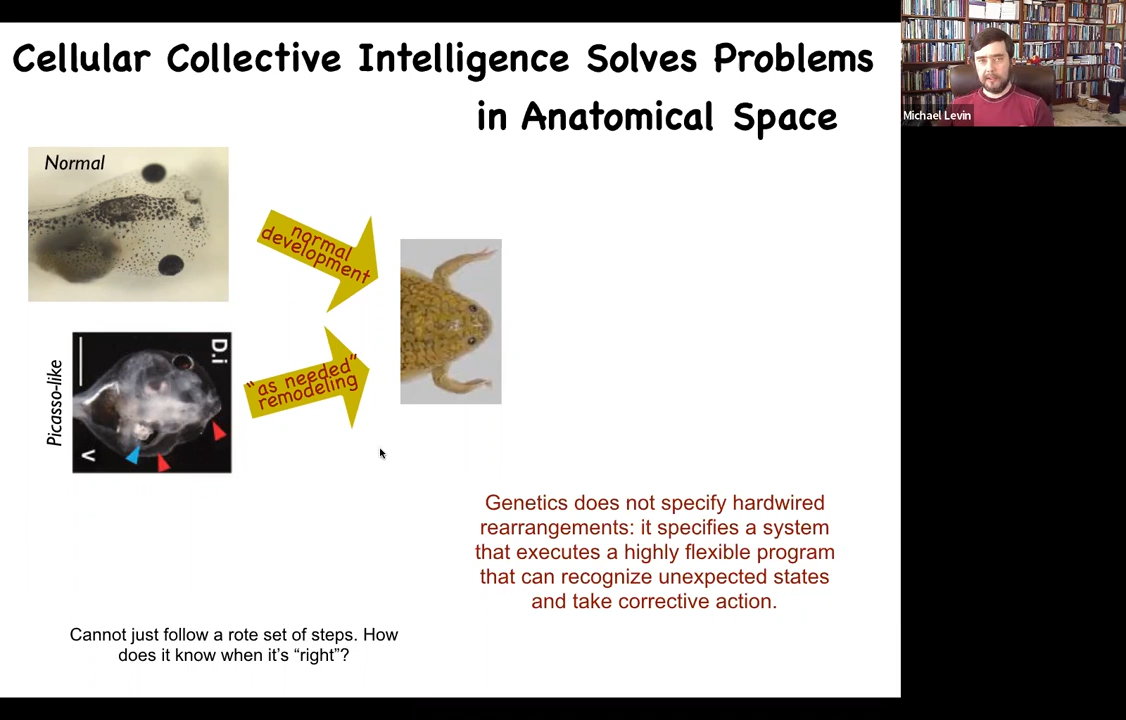 Cellular Collective Intelligence Solves Problems
in Anatomical Space
Michael Levin
Normal
normal
development
D.i
Picasso-like
"as needed"
remodeling
V
Genetics does not specify hardwired
rearrangements: it specifies a system
that executes a highly flexible program
that can recognize unexpected states
and take corrective action.
Cannot just follow a rote set of steps. How
does it know when it's "right"?